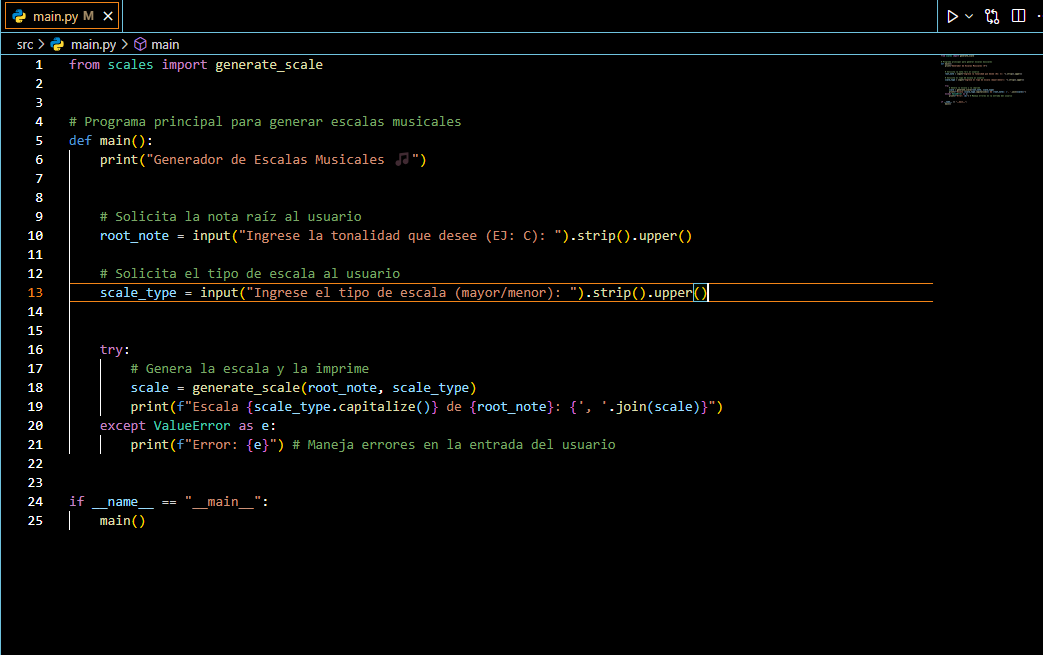 main.py M
src > main.py > main
1 from scales import generate_scale
2
3
4 # Programa principal para generar escalas musicales
5 def main():
6     print("Generador de Escalas Musicales 🎵")
7
8
9     # Solicita la nota raíz al usuario
10     root_note = input("Ingrese la tonalidad que desee (EJ: C): ").strip().upper()
11
12     # Solicita el tipo de escala al usuario
13     scale_type = input("Ingrese el tipo de escala (mayor/menor): ").strip().upper()
14
15
16     try:
17         # Genera la escala y la imprime
18         scale = generate_scale(root_note, scale_type)
19         print(f"Escala {scale_type.capitalize()} de {root_note}: {', '.join(scale)}")
20     except ValueError as e:
21         print(f"Error: {e}") # Maneja errores en la entrada del usuario
22
23
24 if __name__ == "__main__":
25     main()